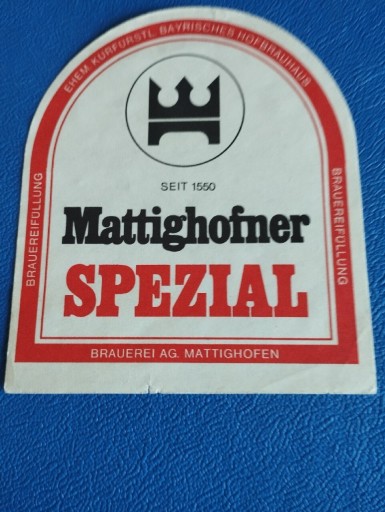 EHEM. KURFÜRSTL. BAYRISCHES HOFBRÄUHAUS
SEIT 1550
Mattighofner
SPEZIAL
BRAUEREIFÜLLUNG
BRAUEREIFÜLLUNG
BRAUEREI AG. MATTIGHOFEN